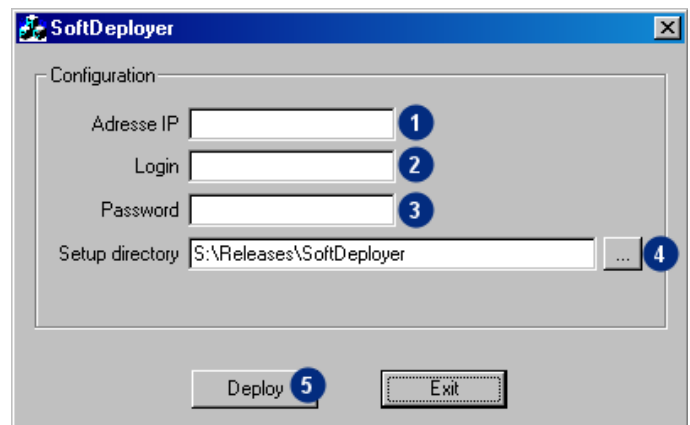 SoftDeployer
Configuration
Adresse IP 1
Login 2
Password 3
Setup directory S:\Releases\SoftDeployer ... 4
Deploy 5 Exit